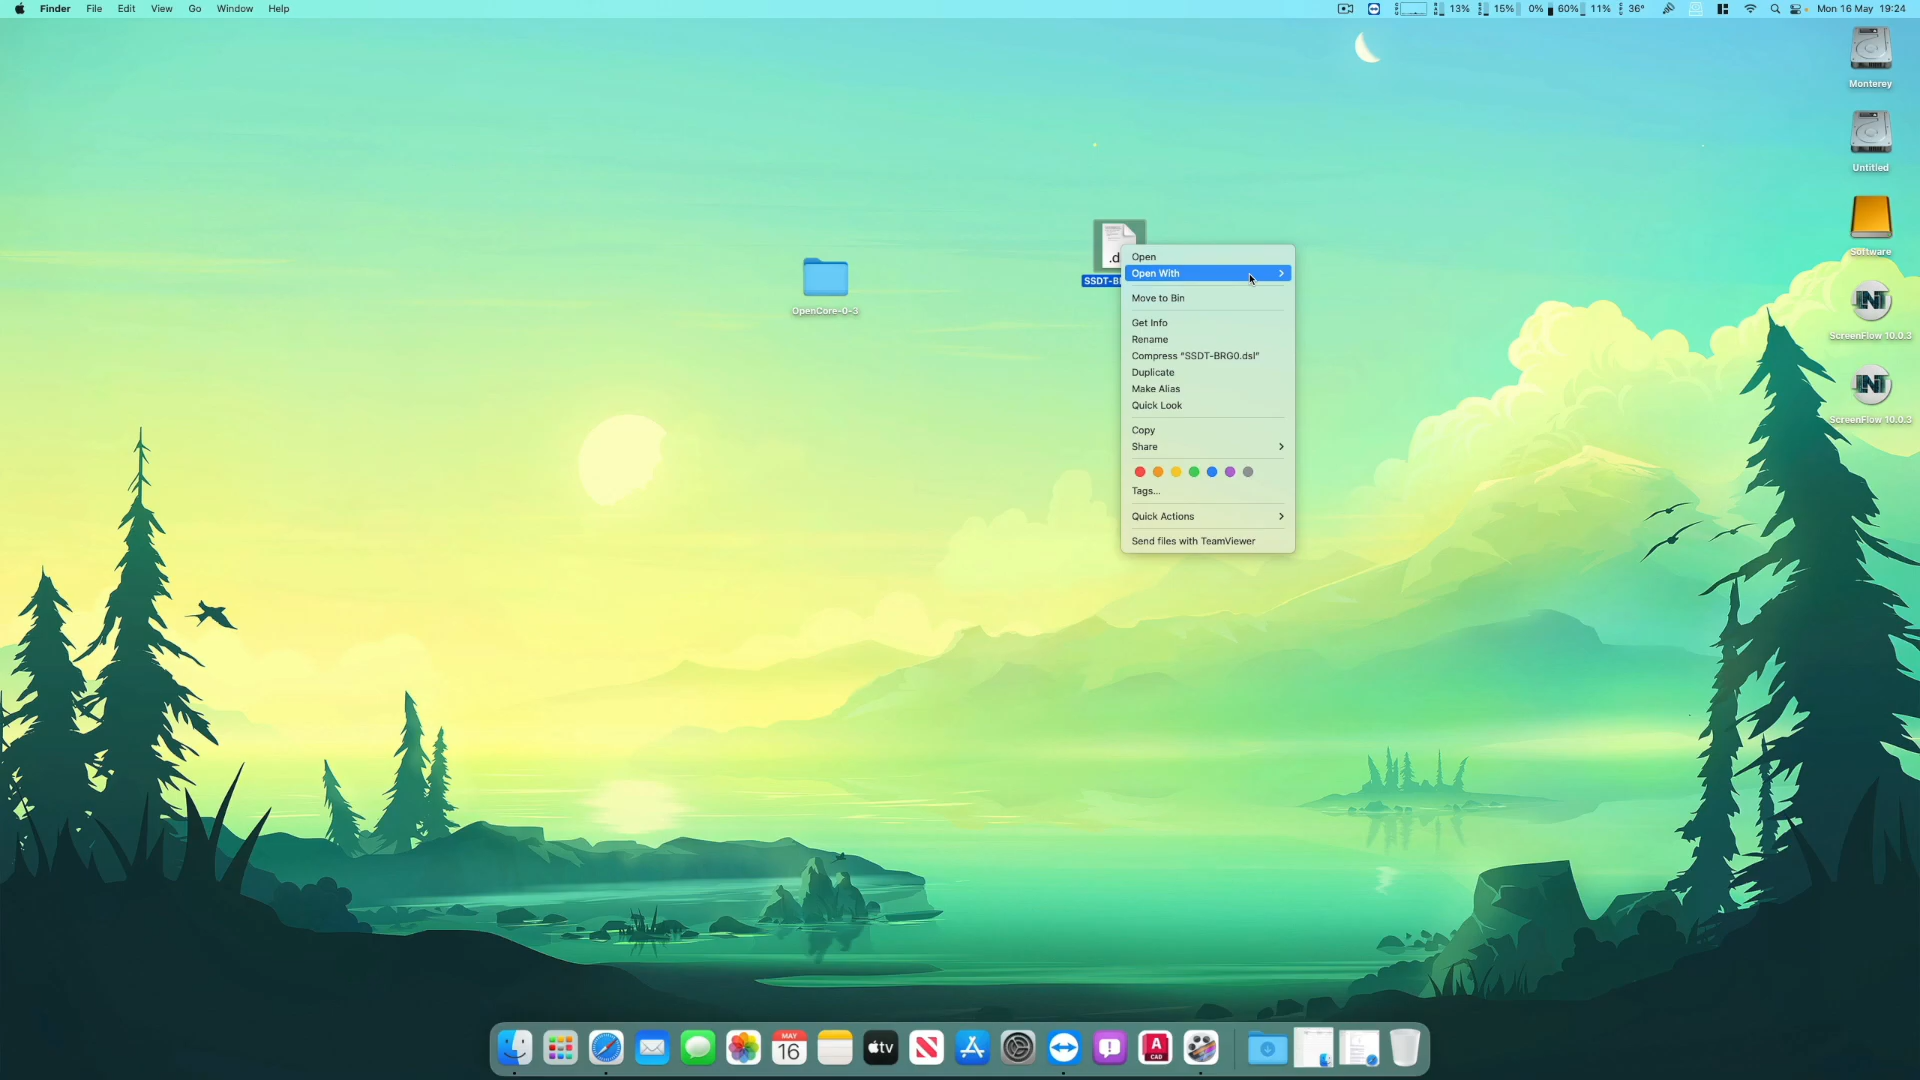 Finder File Edit View Go Window Help
13% 15% 0% 60% 11% 36° Mon 16 May 19:24
Monterey
Untitled
Software
ScreenFlow 10.0.3
ScreenFlow 10.0.3
OpenCore-0-3
.d
SSDT-B
Open
Open With
Move to Bin
Get Info
Rename
Compress “SSDT-BRG0.dsl”
Duplicate
Make Alias
Quick Look
Copy
Share
Tags...
Quick Actions
Send files with TeamViewer
MAY
16
tv
A
CAD